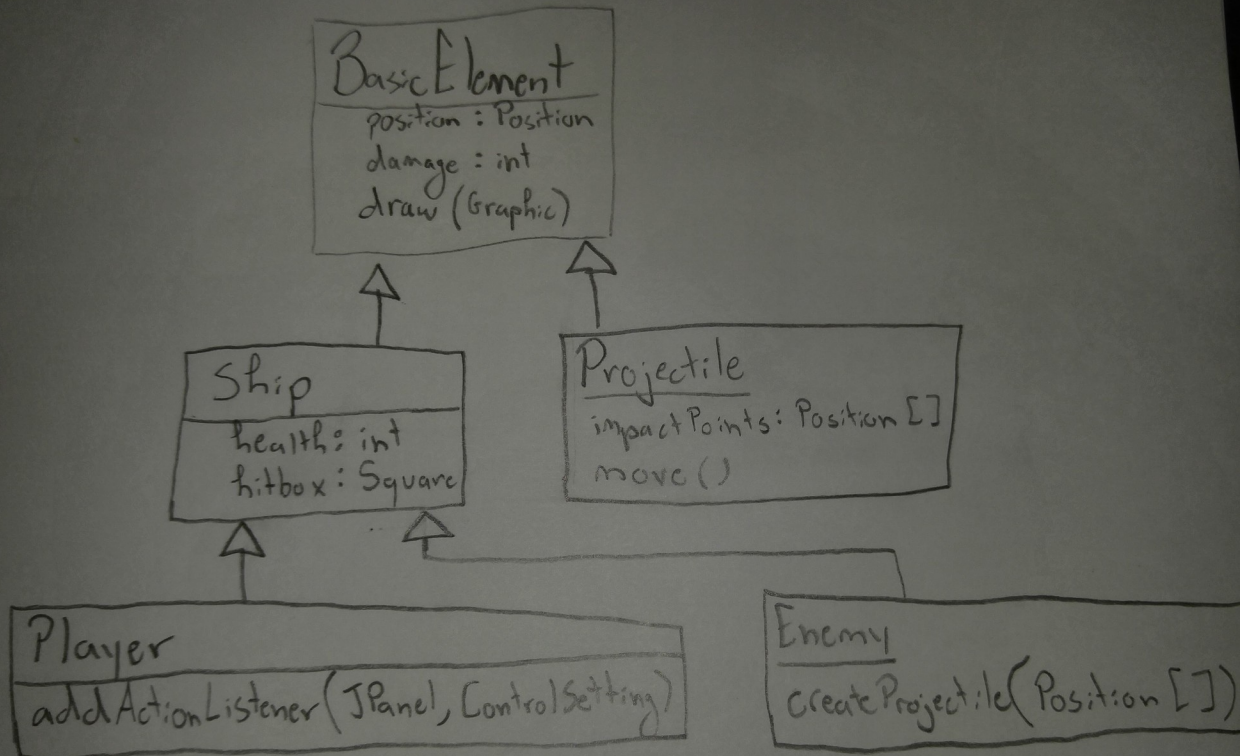 BasicElement
position : Position
damage : int
draw (Graphic)
Ship
health : int
hitbox : Square
Projectile
impactPoints : Position []
move ()
Player
addActionListener (JPanel, ControlSetting)
Enemy
createProjectile (Position [])